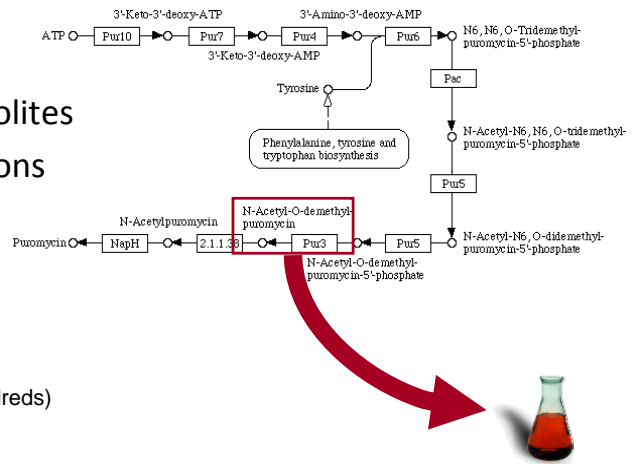 3'-Keto-3'-deoxy-ATP
3'-Amino-3'-deoxy-AMP
ATP
Pur10
Pur7
Pur4
Pur6
N6, N6, O-Tridemethyl-
puromycin-5'-phosphate
3'-Keto-3'-deoxy-AMP
Pac
Tyrosine
olites
ons
Phenylalanine, tyrosine and
tryptophan biosynthesis
N-Acetyl-N6, N6, O-tridemethyl-
puromycin-5'-phosphate
Pur5
N-Acetyl-O-demethyl-
puromycin
N-Acetylpuromycin
Puromycin
NapH
2.1.1.38
Pur3
Pur5
N-Acetyl-N6, O-didemethyl-
puromycin-5'-phosphate
N-Acetyl-O-demethyl-
puromycin-5'-phosphate
dreds)